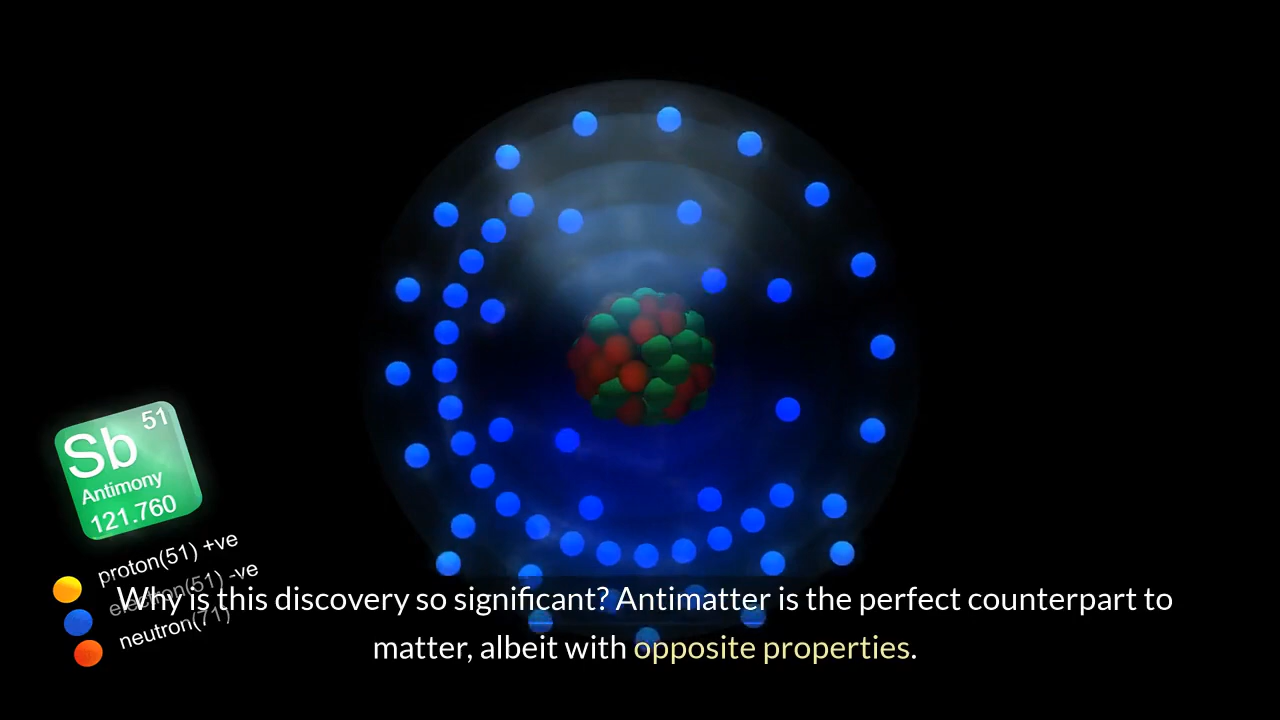 51
Sb
Antimony
121.760
proton(51) +ve
electron(51) -ve
neutron(71)
Why is this discovery so significant? Antimatter is the perfect counterpart to
matter, albeit with opposite properties.